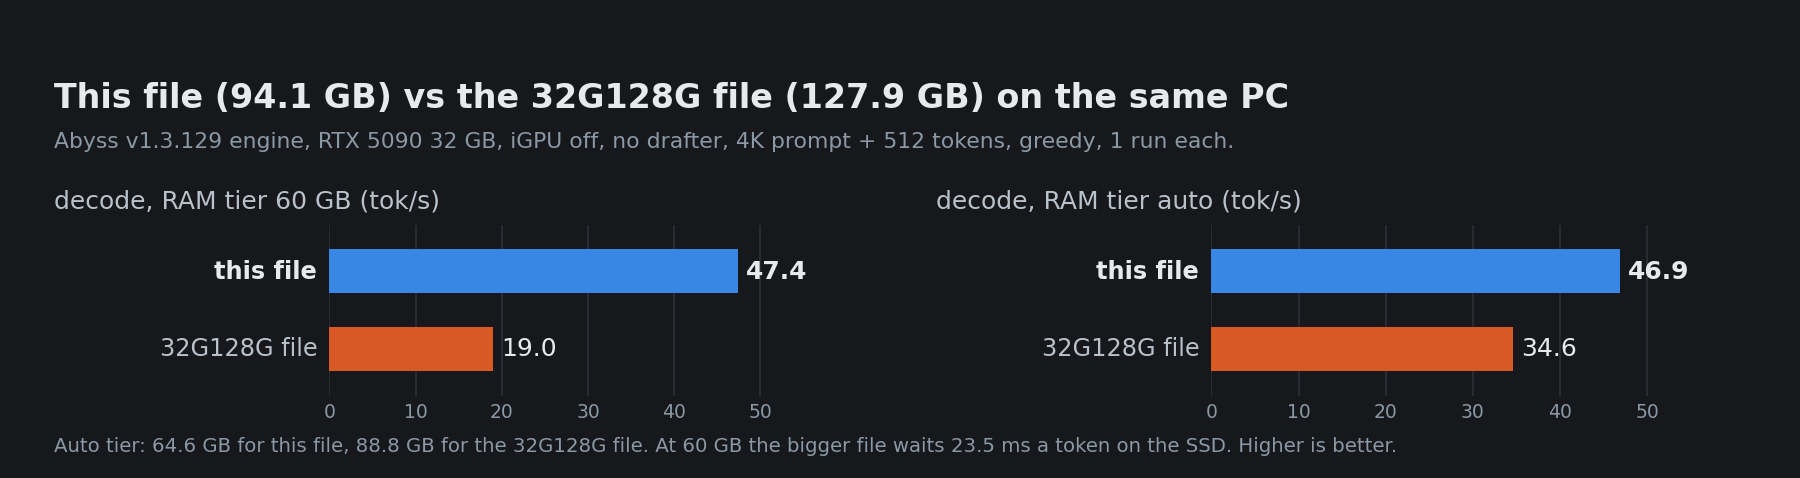 This file (94.1 GB) vs the 32G128G file (127.9 GB) on the same PC
Abyss v1.3.129 engine, RTX 5090 32 GB, iGPU off, no drafter, 4K prompt + 512 tokens, greedy, 1 run each.
decode, RAM tier 60 GB (tok/s)
this file 47.4
32G128G file 19.0
0 10 20 30 40 50
decode, RAM tier auto (tok/s)
this file 46.9
32G128G file 34.6
0 10 20 30 40 50
Auto tier: 64.6 GB for this file, 88.8 GB for the 32G128G file. At 60 GB the bigger file waits 23.5 ms a token on the SSD. Higher is better.